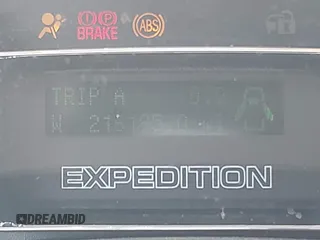 BRAKE
ABS
TRIP A
W
EXPEDITION
DREAMBID